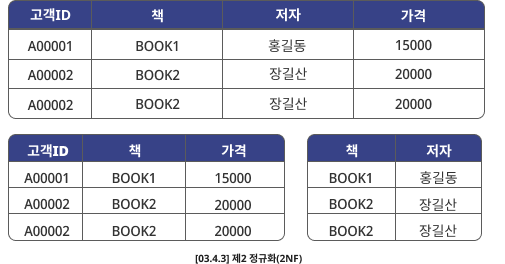 고객ID 책 저자 가격
A00001 BOOK1 홍길동 15000
A00002 BOOK2 장길산 20000
A00002 BOOK2 장길산 20000
고객ID 책 가격
A00001 BOOK1 15000
A00002 BOOK2 20000
A00002 BOOK2 20000
책 저자
BOOK1 홍길동
BOOK2 장길산
BOOK2 장길산
[03.4.3] 제2 정규화(2NF)